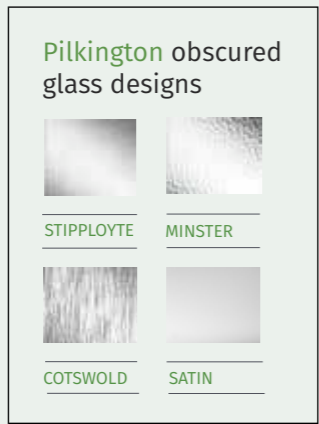 Pilkington obscured
glass designs
STIPPLOYTE
MINSTER
COTSWOLD
SATIN